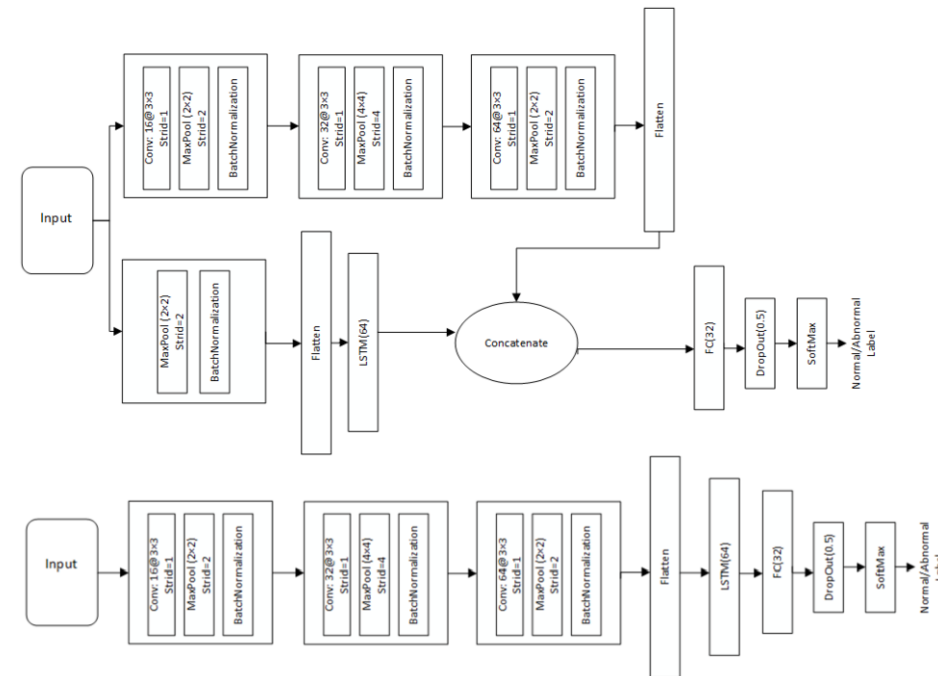 Input
Conv: 16@3×3
Strid=1
MaxPool (2×2)
Strid=2
BatchNormalization
Conv: 32@3×3
Strid=1
MaxPool (4×4)
Strid=4
BatchNormalization
Conv: 64@3×3
Strid=1
MaxPool (2×2)
Strid=2
BatchNormalization
Flatten
MaxPool (2×2)
Strid=2
BatchNormalization
Flatten
LSTM(64)
Concatenate
FC(32)
DropOut(0.5)
SoftMax
Normal/Abnormal
Label
Input
Conv: 16@3×3
Strid=1
MaxPool (2×2)
Strid=2
BatchNormalization
Conv: 32@3×3
Strid=1
MaxPool (4×4)
Strid=4
BatchNormalization
Conv: 64@3×3
Strid=1
MaxPool (2×2)
Strid=2
BatchNormalization
Flatten
LSTM(64)
FC(32)
DropOut(0.5)
SoftMax
Normal/Abnormal